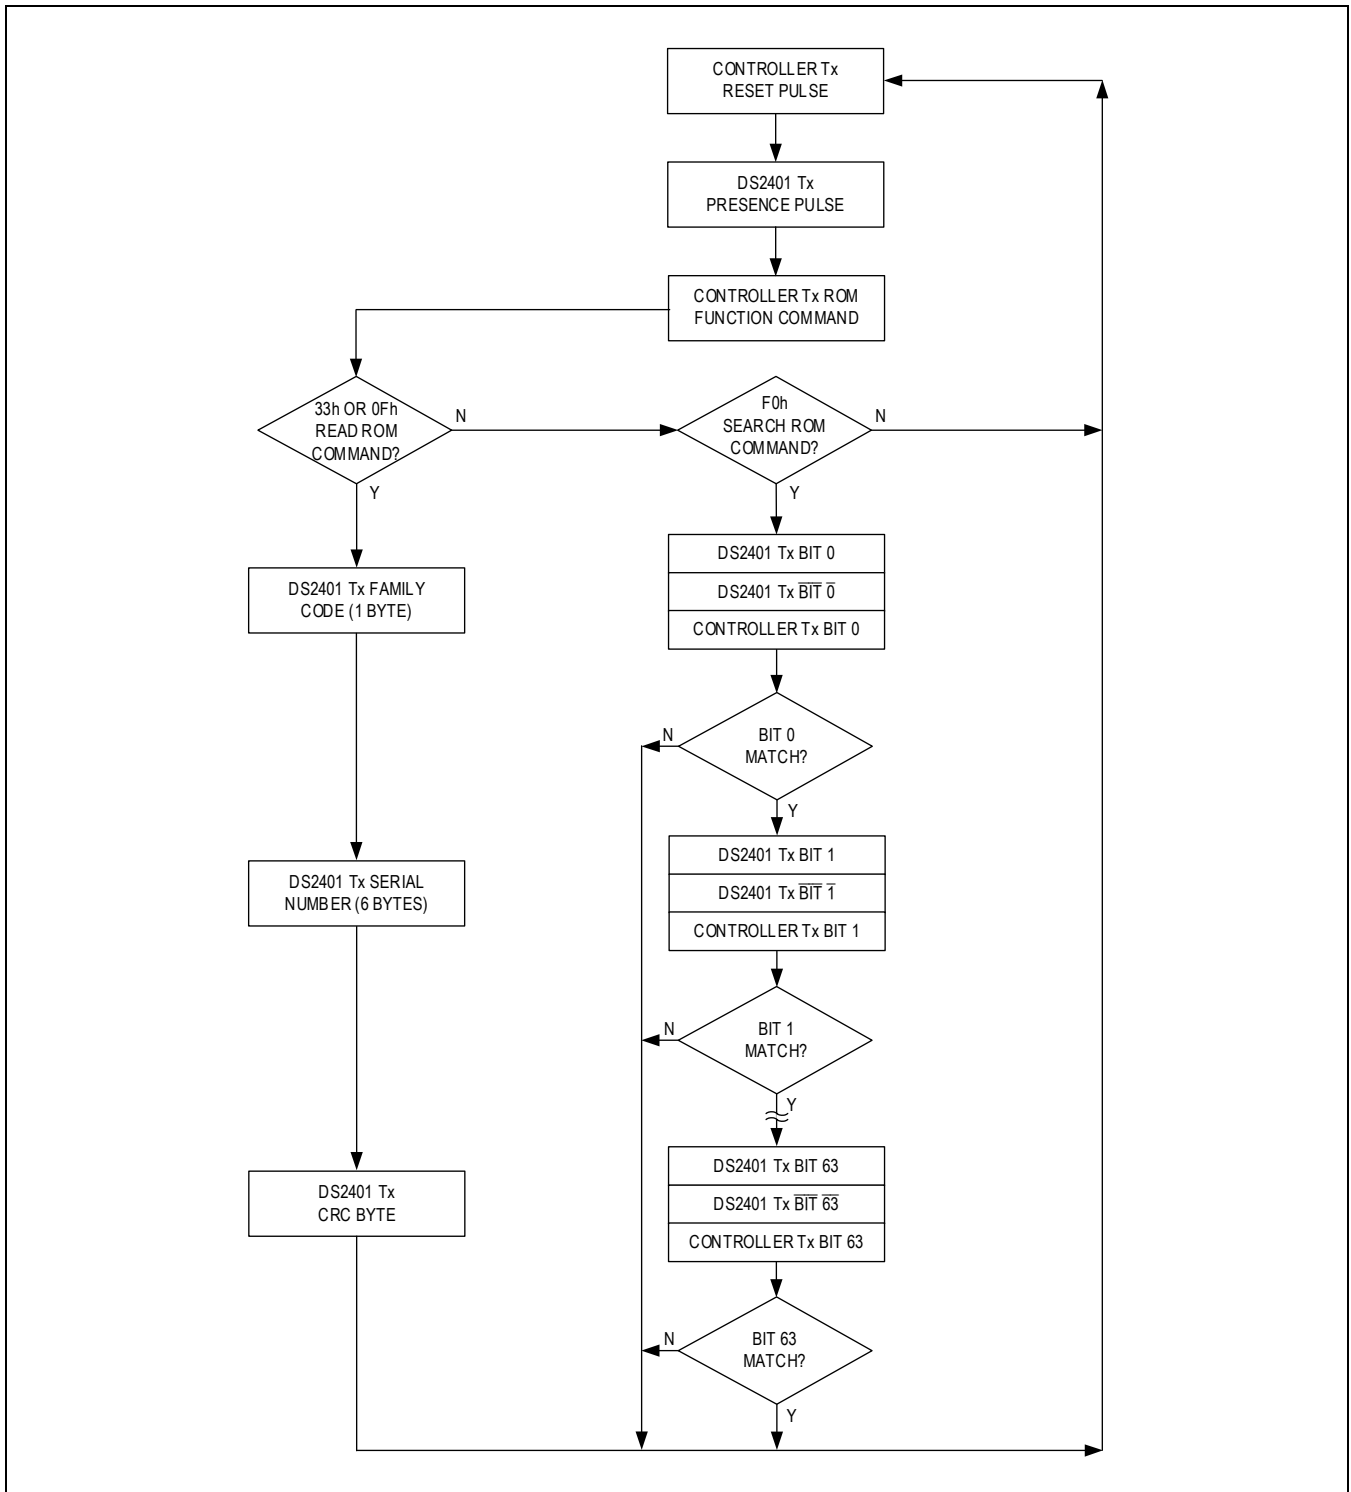 CONTROLLER Tx
RESET PULSE
DS2401 Tx
PRESENCE PULSE
CONTROLLER Tx ROM
FUNCTION COMMAND
33h OR 0Fh
READ ROM
COMMAND?
N
Y
F0h
SEARCH ROM
COMMAND?
N
Y
DS2401 Tx FAMILY
CODE (1 BYTE)
DS2401 Tx SERIAL
NUMBER (6 BYTES)
DS2401 Tx
CRC BYTE
DS2401 Tx BIT 0
DS2401 Tx B̅I̅T̅ 0̅
CONTROLLER Tx BIT 0
BIT 0
MATCH?
N
Y
DS2401 Tx BIT 1
DS2401 Tx B̅I̅T̅ 1̅
CONTROLLER Tx BIT 1
BIT 1
MATCH?
N
Y
DS2401 Tx BIT 63
DS2401 Tx B̅I̅T̅ 6̅3̅
CONTROLLER Tx BIT 63
BIT 63
MATCH?
N
Y